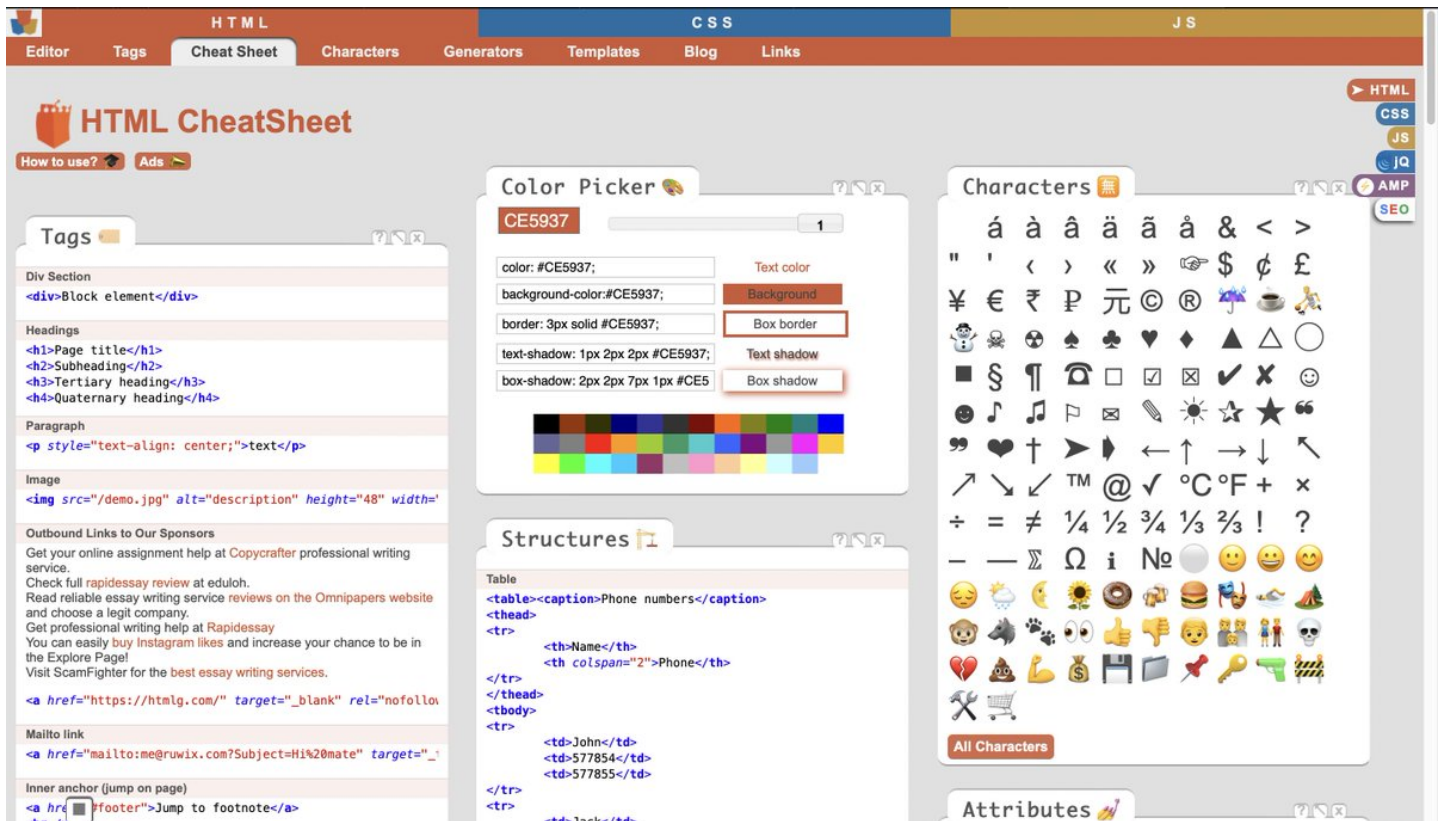 HTML
CSS
JS
Editor Tags Cheat Sheet Characters Generators Templates Blog Links
HTML CheatSheet
How to use? 🎓 Ads
➤ HTML
CSS
JS
jQ
AMP
SEO
Tags
Div Section
<div>Block element</div>
Headings
<h1>Page title</h1>
<h2>Subheading</h2>
<h3>Tertiary heading</h3>
<h4>Quaternary heading</h4>
Paragraph
<p style="text-align: center;">text</p>
Image
<img src="/demo.jpg" alt="description" height="48" width="
Outbound Links to Our Sponsors
Get your online assignment help at Copycrafter professional writing
service.
Check full rapidessay review at eduloh.
Read reliable essay writing service reviews on the Omnipapers website
and choose a legit company.
Get professional writing help at Rapidessay
You can easily buy Instagram likes and increase your chance to be in
the Explore Page!
Visit ScamFighter for the best essay writing services.
<a href="https://htmlg.com/" target="_blank" rel="nofollow
Mailto link
<a href="mailto:me@ruwix.com?Subject=Hi%20mate" target="_
Inner anchor (jump on page)
<a hre #footer">Jump to footnote</a>
Color Picker 🎨
? x
CE5937
1
color: #CE5937; Text color
background-color:#CE5937; Background
border: 3px solid #CE5937; Box border
text-shadow: 1px 2px 2px #CE5937; Text shadow
box-shadow: 2px 2px 7px 1px #CE5 Box shadow
Structures
? x
Table
<table><caption>Phone numbers</caption>
<thead>
<tr>
<th>Name</th>
<th colspan="2">Phone</th>
</tr>
</thead>
<tbody>
<tr>
<td>John</td>
<td>577854</td>
<td>577855</td>
</tr>
<tr>
<td>Jack</td>
Characters 🈚
? x
á à â ä ã å & < >
" ' ‹ › « » ☞ $ ¢ £
¥ € ₹ ₽ 元 © ® ☔ ☕ ⛹
☃ ☠ ☢ ♠ ♣ ♥ ♦ ▲ △ ◯
■ § ¶ ☎ □ ☑ ☒ ✔ ✘ ☺
☻ ♪ ♫ ⚐ ✉ ✎ ☀ ✫ ★ ❝
❞ ❤ † ➤ ➧ ← ↑ → ↓ ↖
↗ ↘ ↙ ™ @ ✓ ℃ ℉ + ×
÷ = ≠ ¼ ½ ¾ ⅓ ⅔ ! ?
– — ⅀ Ω ℹ № ⚪ 🙂 😀 😊
😔 🌦 🌜 🌻 🍩 🍻 🍔 🎭 🏊 🏕
🐵 🐺 🐾 👀 👍 👎 👦 👪 👫 💀
💔 💩 💪 💰 💾 📁 📌 🔑 🔫 🚧
🛠 🛒
All Characters
Attributes
? x